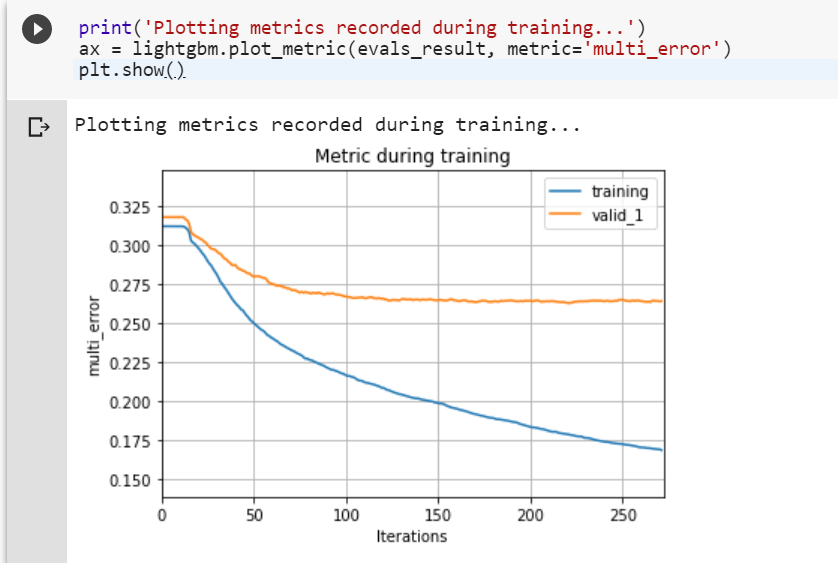 print('Plotting metrics recorded during training...')
ax = lightgbm.plot_metric(evals_result, metric='multi_error')
plt.show()
Plotting metrics recorded during training...
Metric during training
training
valid_1
0.325
0.300
0.275
0.250
0.225
0.200
0.175
0.150
multi_error
0 50 100 150 200 250
Iterations